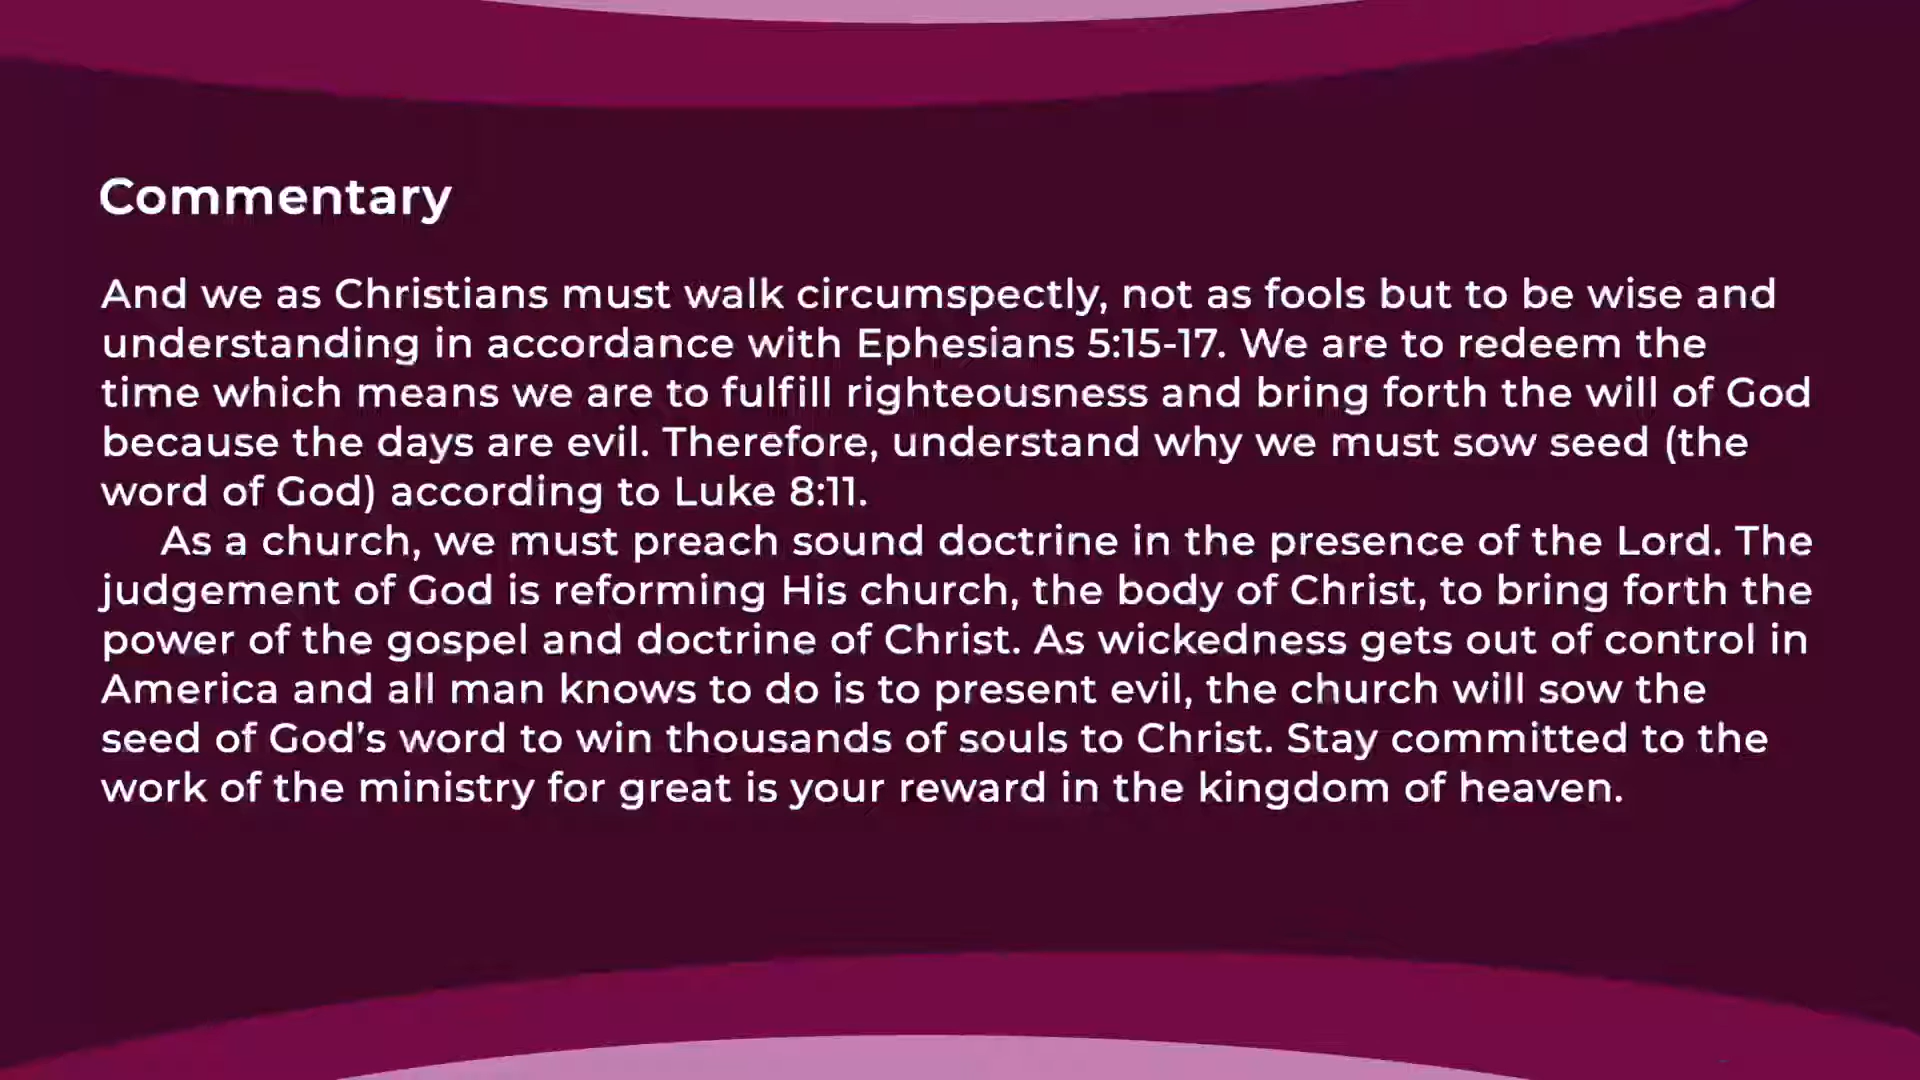 Commentary
And we as Christians must walk circumspectly, not as fools but to be wise and
understanding in accordance with Ephesians 5:15-17. We are to redeem the
time which means we are to fulfill righteousness and bring forth the will of God
because the days are evil. Therefore, understand why we must sow seed (the
word of God) according to Luke 8:11.
As a church, we must preach sound doctrine in the presence of the Lord. The
judgement of God is reforming His church, the body of Christ, to bring forth the
power of the gospel and doctrine of Christ. As wickedness gets out of control in
America and all man knows to do is to present evil, the church will sow the
seed of God's word to win thousands of souls to Christ. Stay committed to the
work of the ministry for great is your reward in the kingdom of heaven.